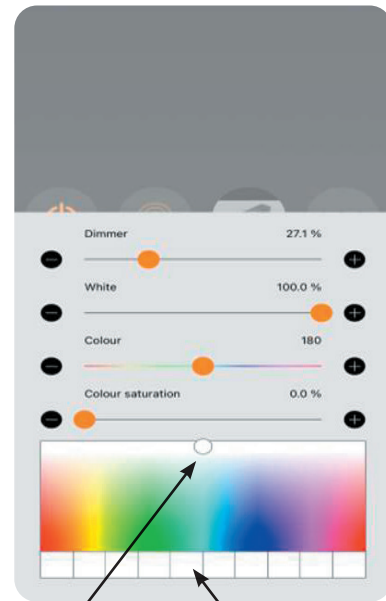 Dimmer 27.1 %
White 100.0 %
Colour 180
Colour saturation 0.0 %